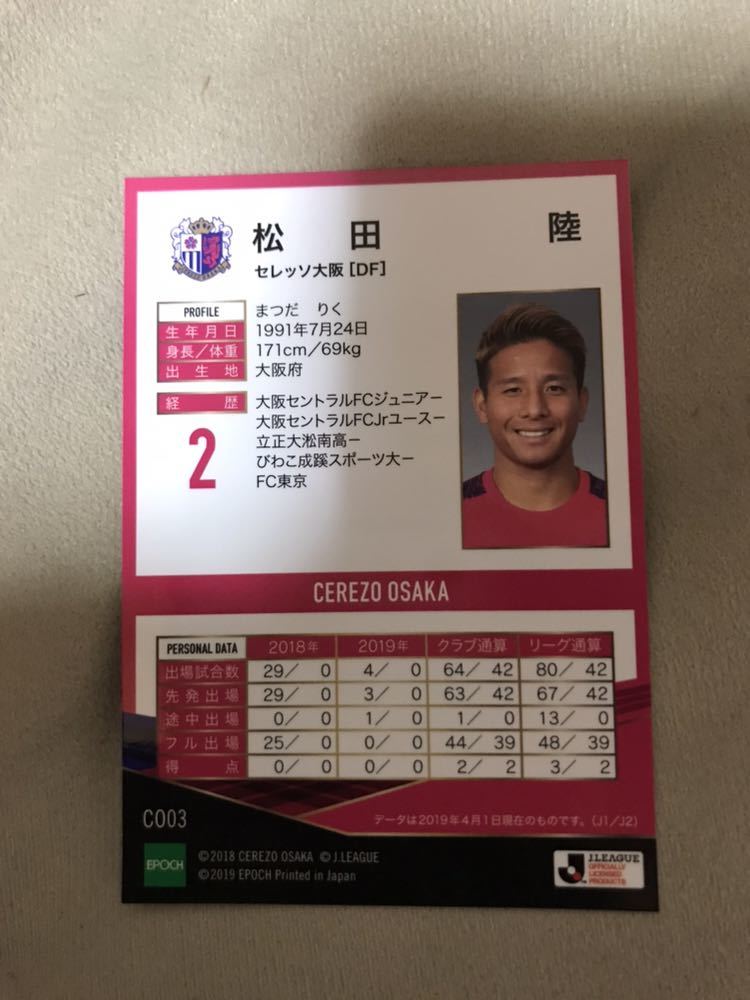 松田 陸
セレッソ大阪 [DF]
PROFILE まつだ りく
生年月日 1991年7月24日
身長／体重 171cm／69kg
出生地 大阪府
経歴 大阪セントラルFCジュニアー
大阪セントラルFCJrユースー
立正大淞南高ー
びわこ成蹊スポーツ大ー
FC東京
2
CEREZO OSAKA
PERSONAL DATA 2018年 2019年 クラブ通算 リーグ通算
出場試合数 29／ 0 4／ 0 64／ 42 80／ 42
先発出場 29／ 0 3／ 0 63／ 42 67／ 42
途中出場 0／ 0 1／ 0 1／ 0 13／ 0
フル出場 25／ 0 0／ 0 44／ 39 48／ 39
得点 0／ 0 0／ 0 2／ 2 3／ 2
CO03
データは2019年4月1日現在のものです。（J1／J2）
EPOCH
©2018 CEREZO OSAKA ©J.LEAGUE
©2019 EPOCH Printed in Japan
J.LEAGUE
OFFICIALLY
LICENSED
PRODUCTS